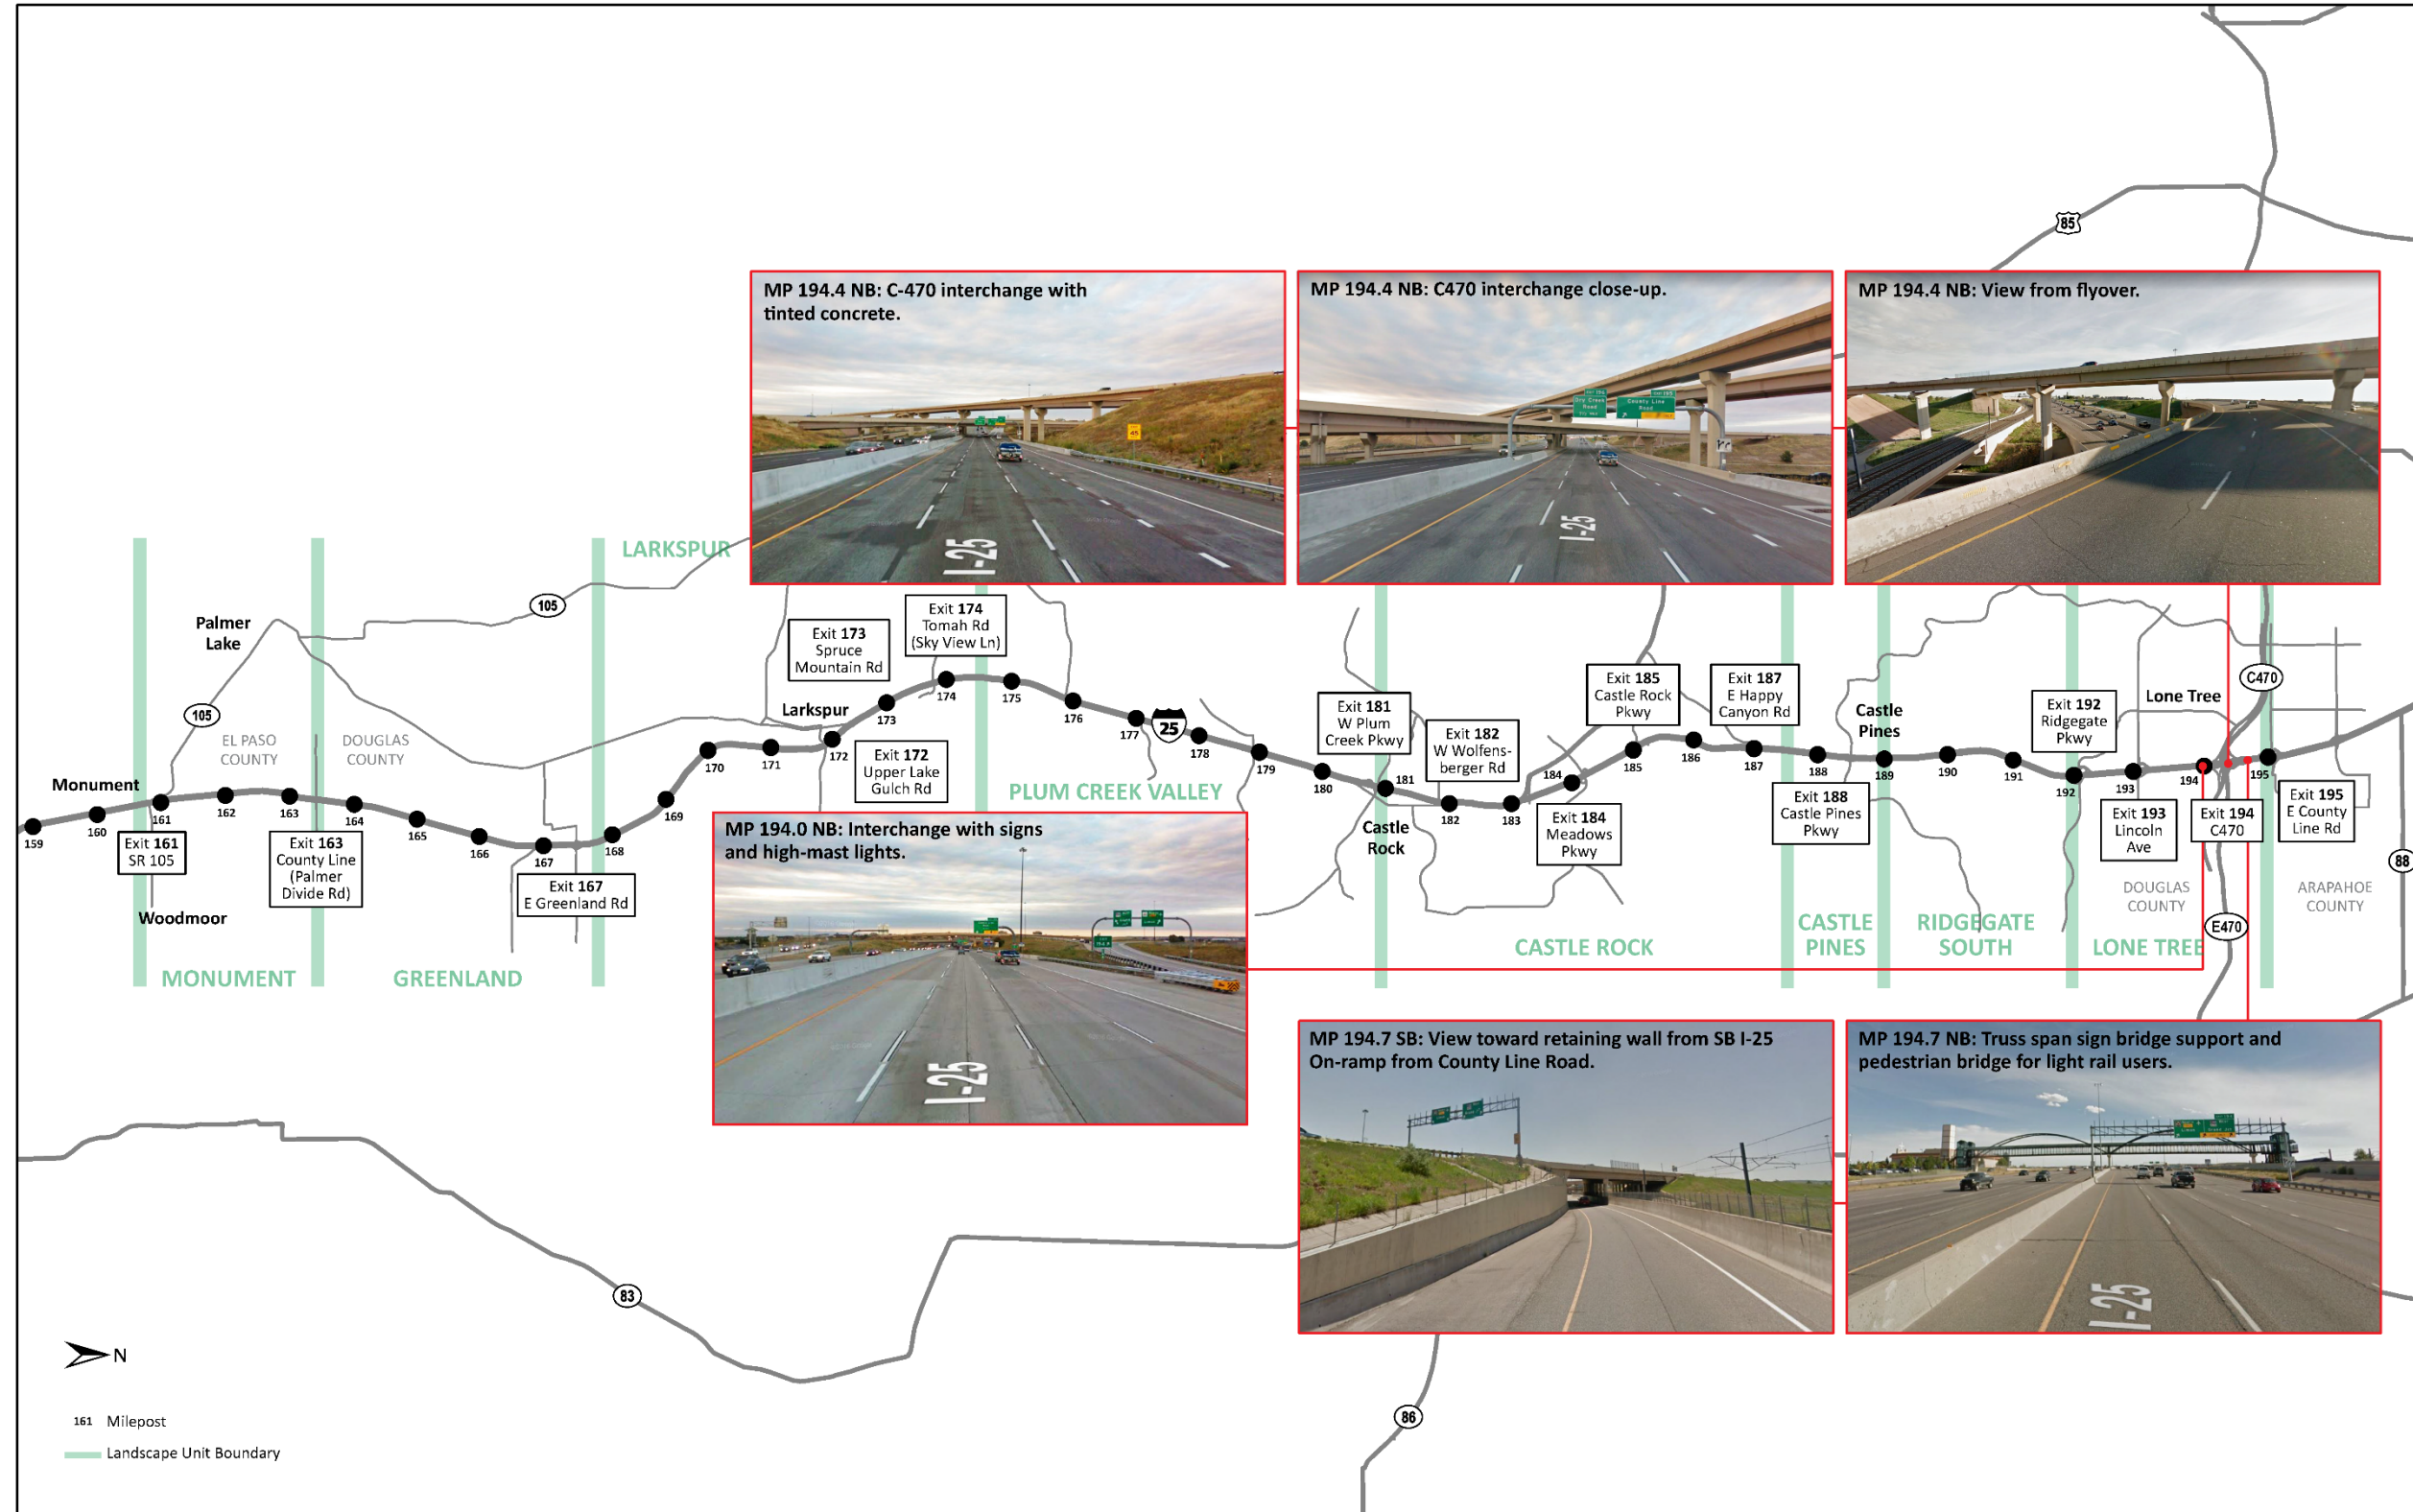 85
MP 194.4 NB: C-470 interchange with
tinted concrete.
45
I-25
MP 194.4 NB: C470 interchange close-up.
Dry Creek
Road
County Line
Road
I-25
MP 194.4 NB: View from flyover.
LARKSPUR
105
Palmer
Lake
105
EL PASO
COUNTY
DOUGLAS
COUNTY
Monument
Exit 161
SR 105
Woodmoor
Exit 163
County Line
(Palmer
Divide Rd)
Exit 167
E Greenland Rd
MONUMENT
GREENLAND
Exit 173
Spruce
Mountain Rd
Exit 174
Tomah Rd
(Sky View Ln)
Larkspur
Exit 172
Upper Lake
Gulch Rd
25
PLUM CREEK VALLEY
Exit 181
W Plum
Creek Pkwy
Exit 182
W Wolfens-
berger Rd
Castle
Rock
Exit 184
Meadows
Pkwy
Exit 185
Castle Rock
Pkwy
Exit 187
E Happy
Canyon Rd
Exit 188
Castle Pines
Pkwy
Castle
Pines
Exit 192
Ridgegate
Pkwy
Lone Tree
C470
Exit 193
Lincoln
Ave
Exit 194
C470
Exit 195
E County
Line Rd
88
DOUGLAS
COUNTY
ARAPAHOE
COUNTY
E470
CASTLE ROCK
CASTLE
PINES
RIDGEGATE
SOUTH
LONE TREE
159
160
161
162
163
164
165
166
167
168
169
170
171
172
173
174
175
176
177
178
179
180
181
182
183
184
185
186
187
188
189
190
191
192
193
194
195
MP 194.0 NB: Interchange with signs
and high-mast lights.
I-25
MP 194.7 SB: View toward retaining wall from SB I-25
On-ramp from County Line Road.
MP 194.7 NB: Truss span sign bridge support and
pedestrian bridge for light rail users.
I-25
83
86
N
161 Milepost
Landscape Unit Boundary